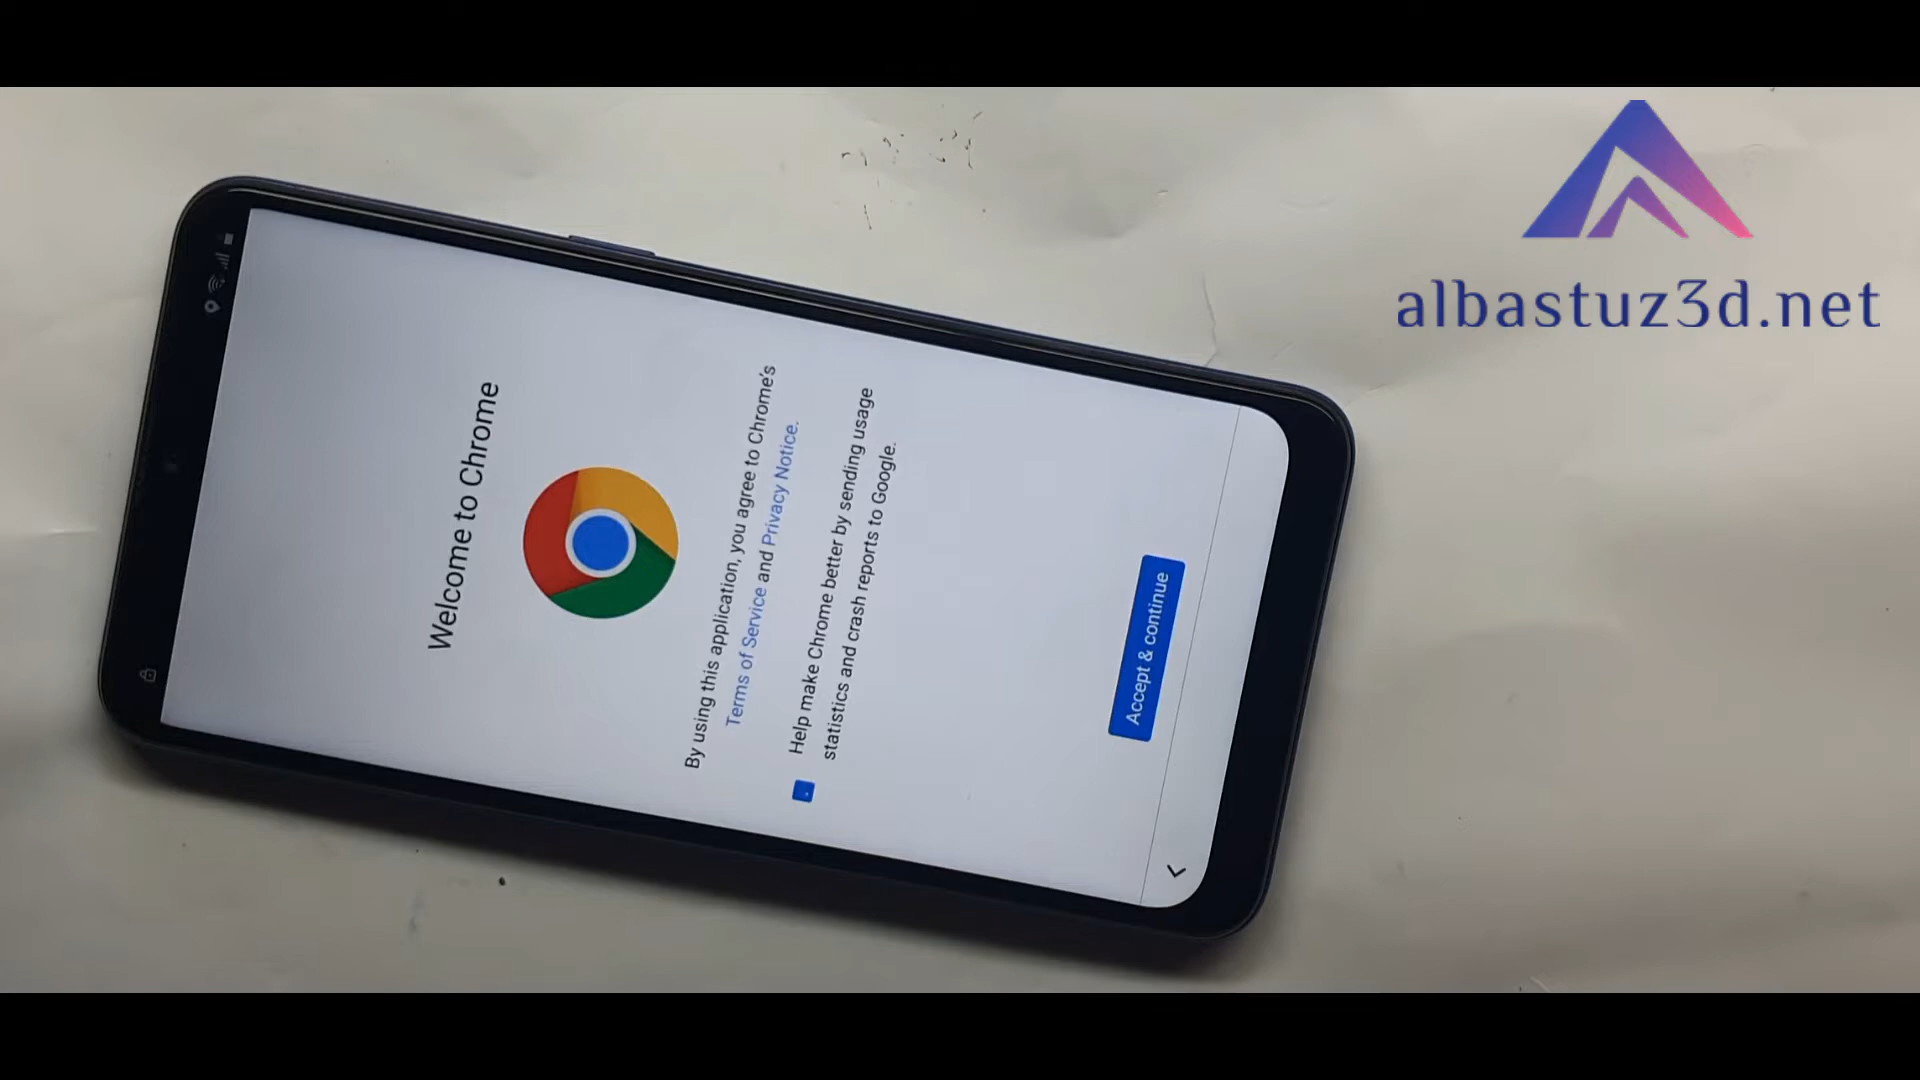 albastuz3d.net
Welcome to Chrome
By using this application, you agree to Chrome's
Terms of Service and Privacy Notice.
Help make Chrome better by sending usage
statistics and crash reports to Google.
Accept & continue